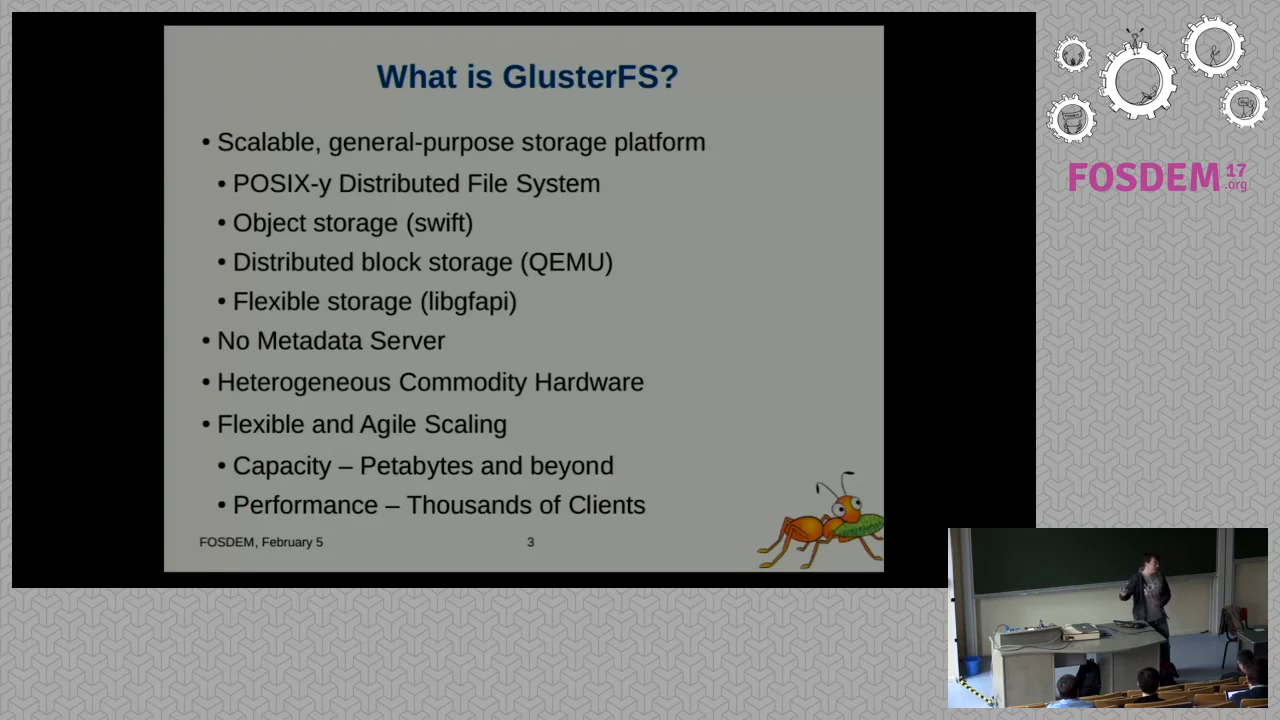 What is GlusterFS?
• Scalable, general-purpose storage platform
• POSIX-y Distributed File System
• Object storage (swift)
• Distributed block storage (QEMU)
• Flexible storage (libgfapi)
• No Metadata Server
• Heterogeneous Commodity Hardware
• Flexible and Agile Scaling
• Capacity – Petabytes and beyond
• Performance – Thousands of Clients
FOSDEM, February 5
3
FOSDEM 17
.org